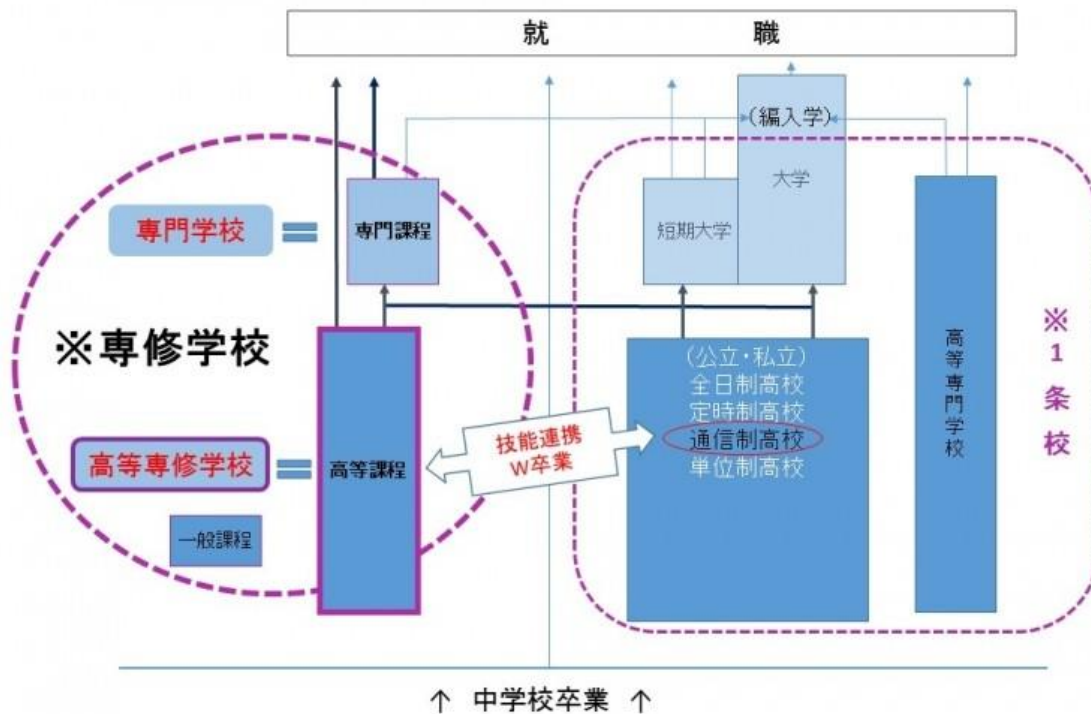 就 職
(編入学)
大学
専門学校 =
専門課程
短期大学
※専修学校
(公立・私立)
全日制高校
定時制高校
通信制高校
単位制高校
技能連携
W卒業
高等専修学校 =
高等課程
一般課程
高等専門学校
※1条校
↑ 中学校卒業 ↑